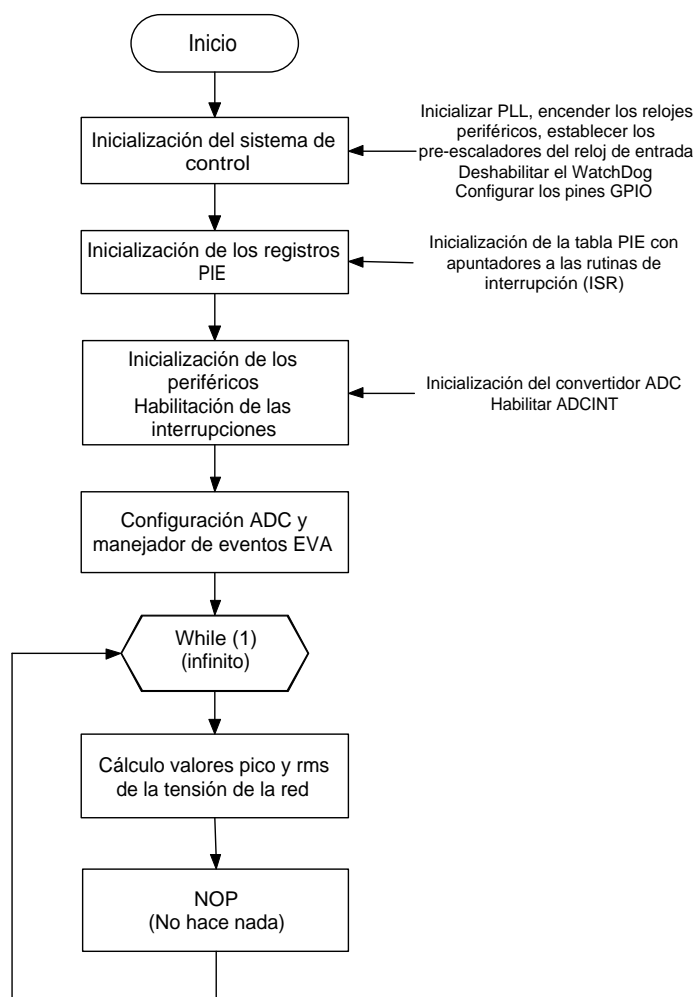 Inicio
Inicialización del sistema de
control
Inicializar PLL, encender los relojes
periféricos, establecer los
pre-escaladores del reloj de entrada
Deshabilitar el WatchDog
Configurar los pines GPIO
Inicialización de los registros
PIE
Inicialización de la tabla PIE con
apuntadores a las rutinas de
interrupción (ISR)
Inicialización de los
periféricos
Habilitación de las
interrupciones
Inicialización del convertidor ADC
Habilitar ADCINT
Configuración ADC y
manejador de eventos EVA
While (1)
(infinito)
Cálculo valores pico y rms
de la tensión de la red
NOP
(No hace nada)